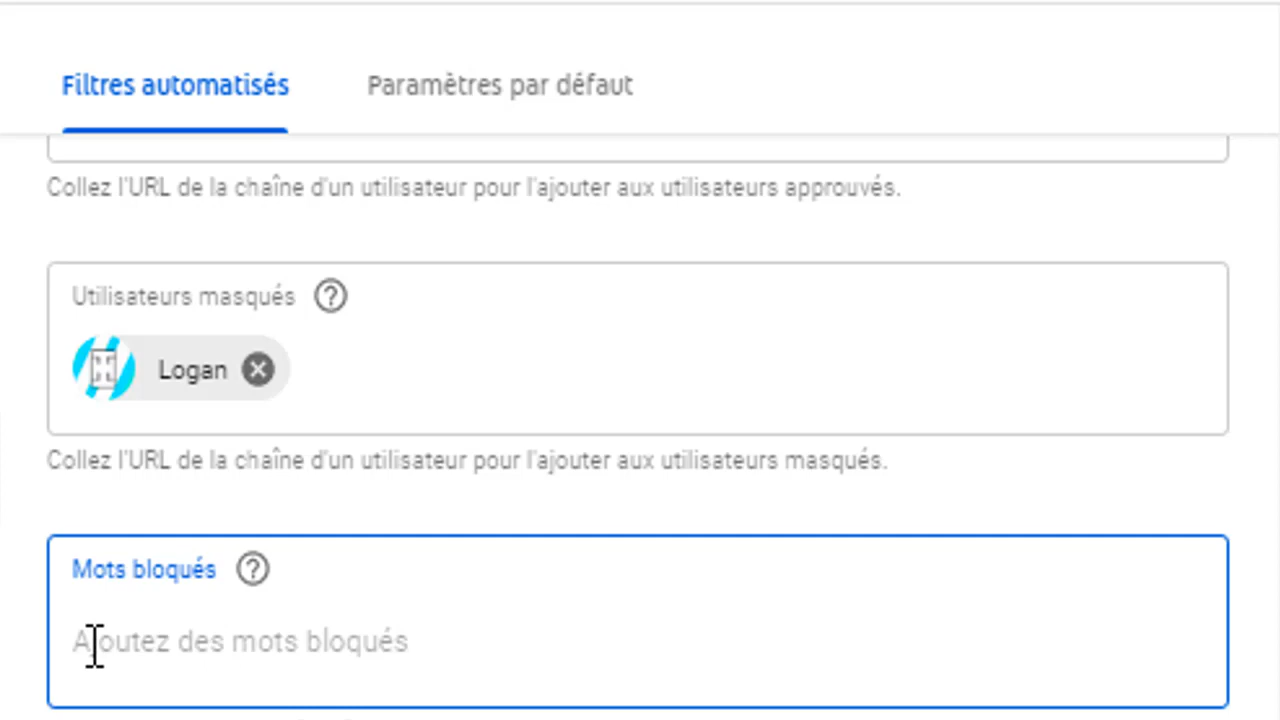 Filtres automatisés
Paramètres par défaut
Collez l'URL de la chaîne d'un utilisateur pour l'ajouter aux utilisateurs approuvés.
Utilisateurs masqués
Logan
Collez l'URL de la chaîne d'un utilisateur pour l'ajouter aux utilisateurs masqués.
Mots bloqués
Ajoutez des mots bloqués